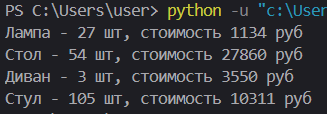 PS C:\Users\user> python -u "c:\User
Лампа - 27 шт, стоимость 1134 руб
Стол - 54 шт, стоимость 27860 руб
Диван - 3 шт, стоимость 3550 руб
Стул - 105 шт, стоимость 10311 руб